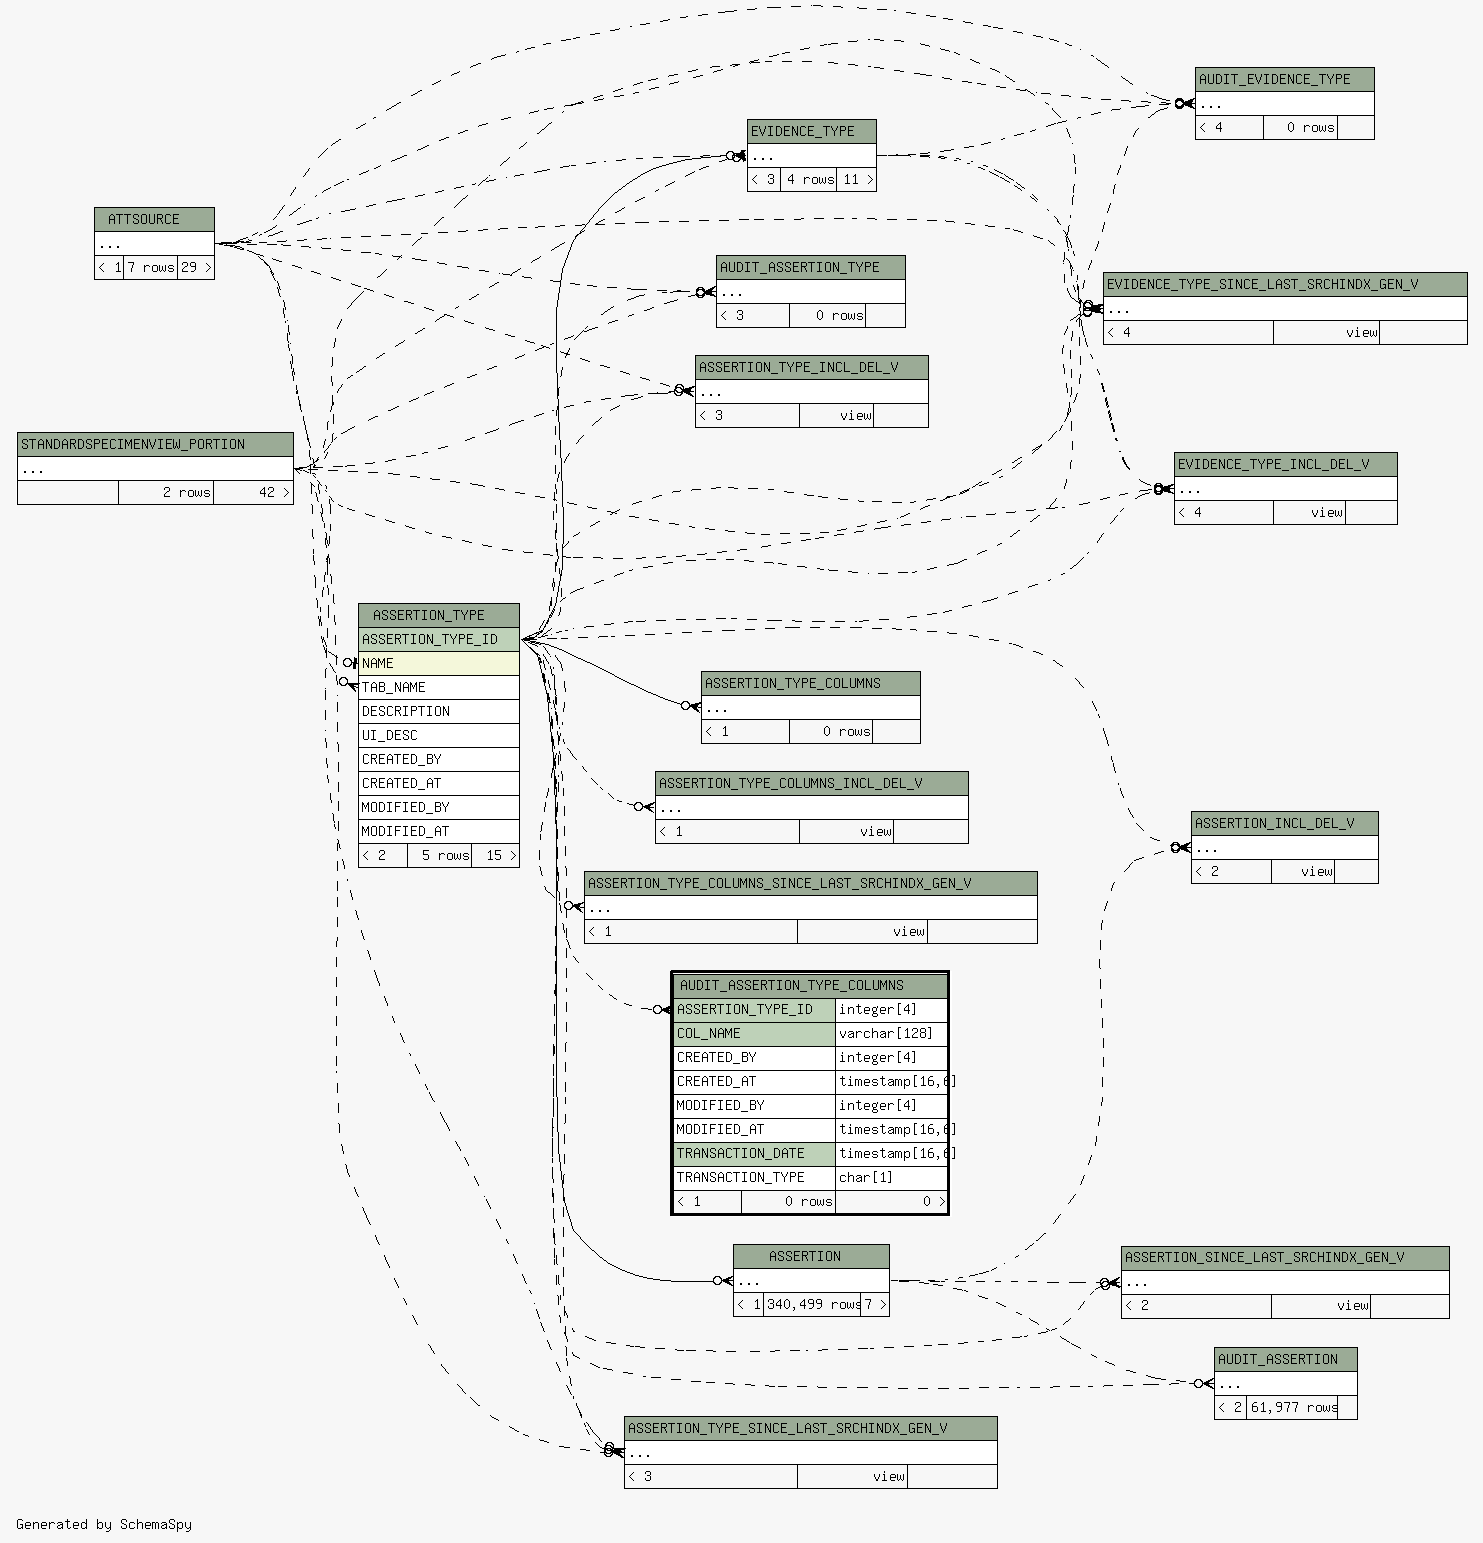 AUDIT_EVIDENCE_TYPE
...
< 4 0 rows
EVIDENCE_TYPE
...
< 3 4 rows 11 >
ATTSOURCE
...
< 1 7 rows 29 >
AUDIT_ASSERTION_TYPE
...
< 3 0 rows
EVIDENCE_TYPE_SINCE_LAST_SRCHINDX_GEN_V
...
< 4 view
ASSERTION_TYPE_INCL_DEL_V
...
< 3 view
STANDARDSPECIMENVIEW_PORTION
...
2 rows 42 >
EVIDENCE_TYPE_INCL_DEL_V
...
< 4 view
ASSERTION_TYPE
ASSERTION_TYPE_ID
NAME
TAB_NAME
DESCRIPTION
UI_DESC
CREATED_BY
CREATED_AT
MODIFIED_BY
MODIFIED_AT
< 2 5 rows 15 >
ASSERTION_TYPE_COLUMNS
...
< 1 0 rows
ASSERTION_TYPE_COLUMNS_INCL_DEL_V
...
< 1 view
ASSERTION_INCL_DEL_V
...
< 2 view
ASSERTION_TYPE_COLUMNS_SINCE_LAST_SRCHINDX_GEN_V
...
< 1 view
AUDIT_ASSERTION_TYPE_COLUMNS
ASSERTION_TYPE_ID integer[4]
COL_NAME varchar[128]
CREATED_BY integer[4]
CREATED_AT timestamp[16,6]
MODIFIED_BY integer[4]
MODIFIED_AT timestamp[16,6]
TRANSACTION_DATE timestamp[16,6]
TRANSACTION_TYPE char[1]
< 1 0 rows 0 >
ASSERTION
...
< 1 340,499 rows 7 >
ASSERTION_SINCE_LAST_SRCHINDX_GEN_V
...
< 2 view
AUDIT_ASSERTION
...
< 2 61,977 rows
ASSERTION_TYPE_SINCE_LAST_SRCHINDX_GEN_V
...
< 3 view
Generated by SchemaSpy